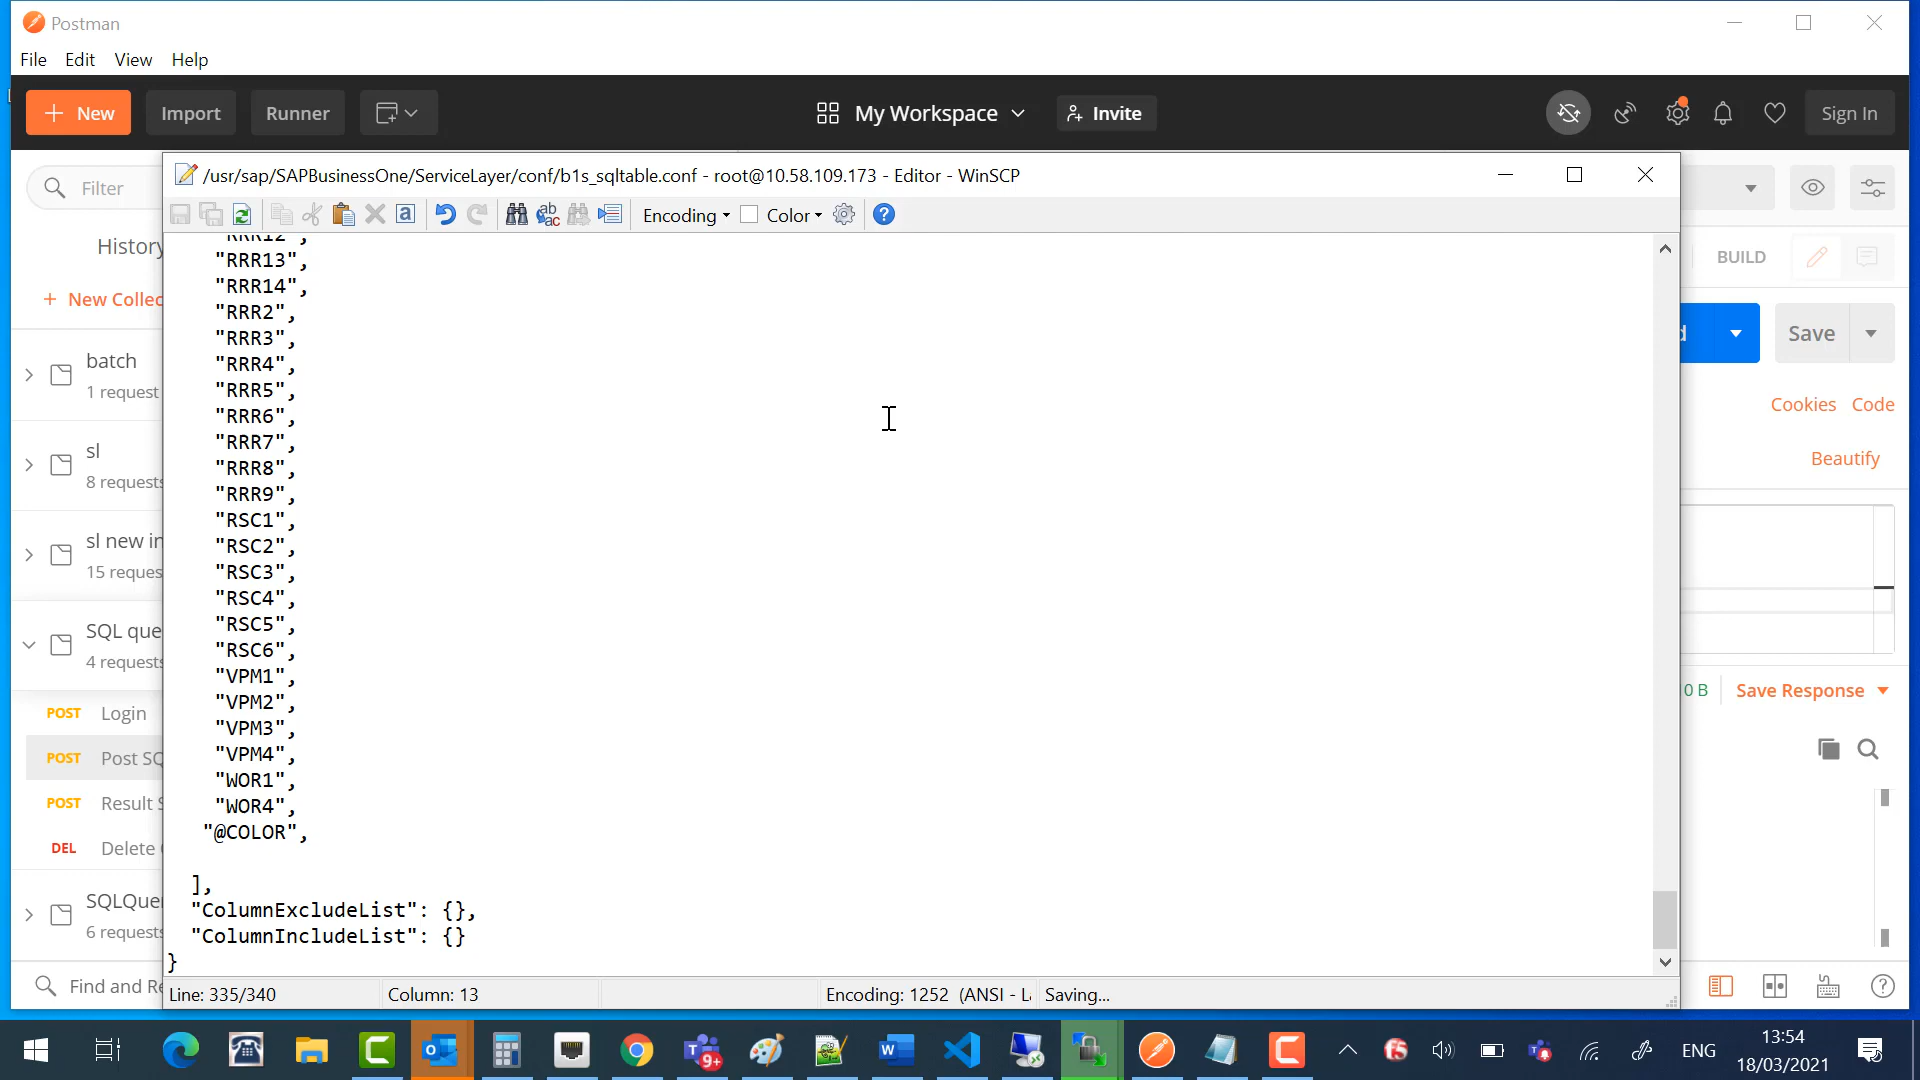 Postman
File Edit View Help
New Import Runner My Workspace Invite Sign In
/usr/sap/SAPBusinessOne/ServiceLayer/conf/b1s_sqltable.conf - root@10.58.109.173 - Editor - WinSCP
Filter
Encoding Color
History
"RRR12",
"RRR13",
"RRR14",
"RRR2",
"RRR3",
"RRR4",
"RRR5",
"RRR6",
"RRR7",
"RRR8",
"RRR9",
"RSC1",
"RSC2",
"RSC3",
"RSC4",
"RSC5",
"RSC6",
"VPM1",
"VPM2",
"VPM3",
"VPM4",
"WOR1",
"WOR4",
"@COLOR",
],
"ColumnExcludeList": {},
"ColumnIncludeList": {}
}
Line: 335/340 Column: 13 Encoding: 1252 (ANSI - L Saving...
+ New Collec
batch
1 request
sl
8 requests
sl new in
15 reques
SQL que
4 requests
POST Login
POST Post SQ
POST Result S
DEL Delete
SQLQuer
6 requests
Find and Re
BUILD
d Save
Cookies Code
Beautify
0 B Save Response
9+
ENG
13:54
18/03/2021